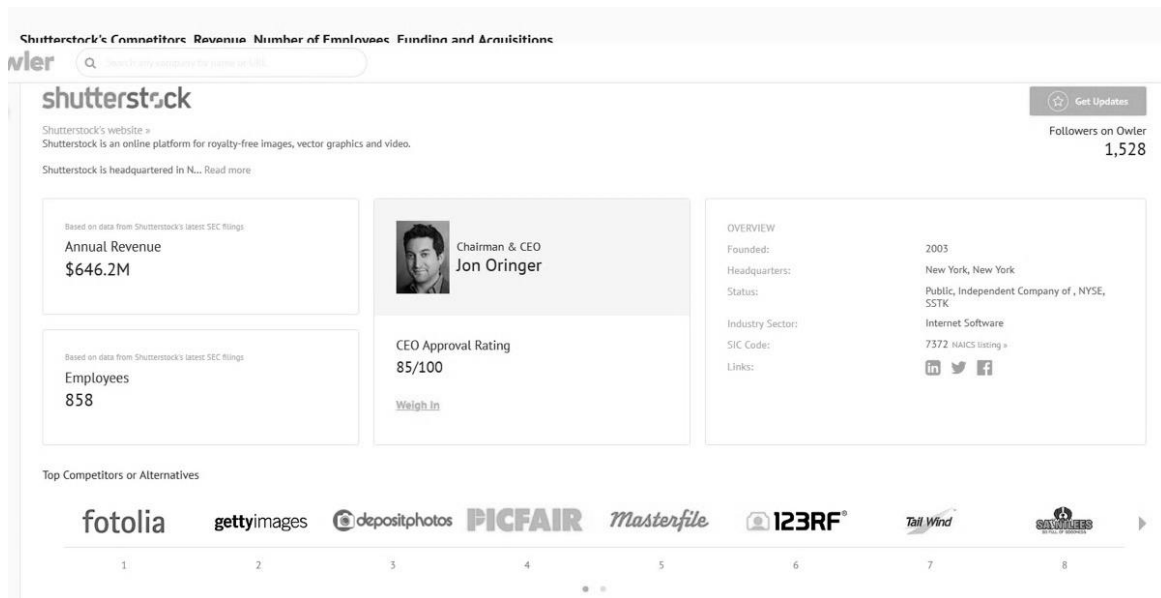 Shutterstock's Competitors, Revenue, Number of Employees, Funding and Acquisitions
wler
shutterstock
Get Updates
Shutterstock's website »
Followers on Owler
Shutterstock is an online platform for royalty-free images, vector graphics and video.
1,528
Shutterstock is headquartered in N... Read more
Based on data from Shutterstock's latest SEC filings
Annual Revenue
$646.2M
Based on data from Shutterstock's latest SEC filings
Employees
858
Chairman & CEO
Jon Oringer
CEO Approval Rating
85/100
Weigh In
OVERVIEW
Founded: 2003
Headquarters: New York, New York
Status: Public, Independent Company of , NYSE,
SSTK
Industry Sector: Internet Software
SIC Code: 7372 NAICS listing »
Links: in f
Top Competitors or Alternatives
fotolia gettyimages depositphotos PICFAIR Masterfile 123RF® Tail Wind
1 2 3 4 5 6 7 8